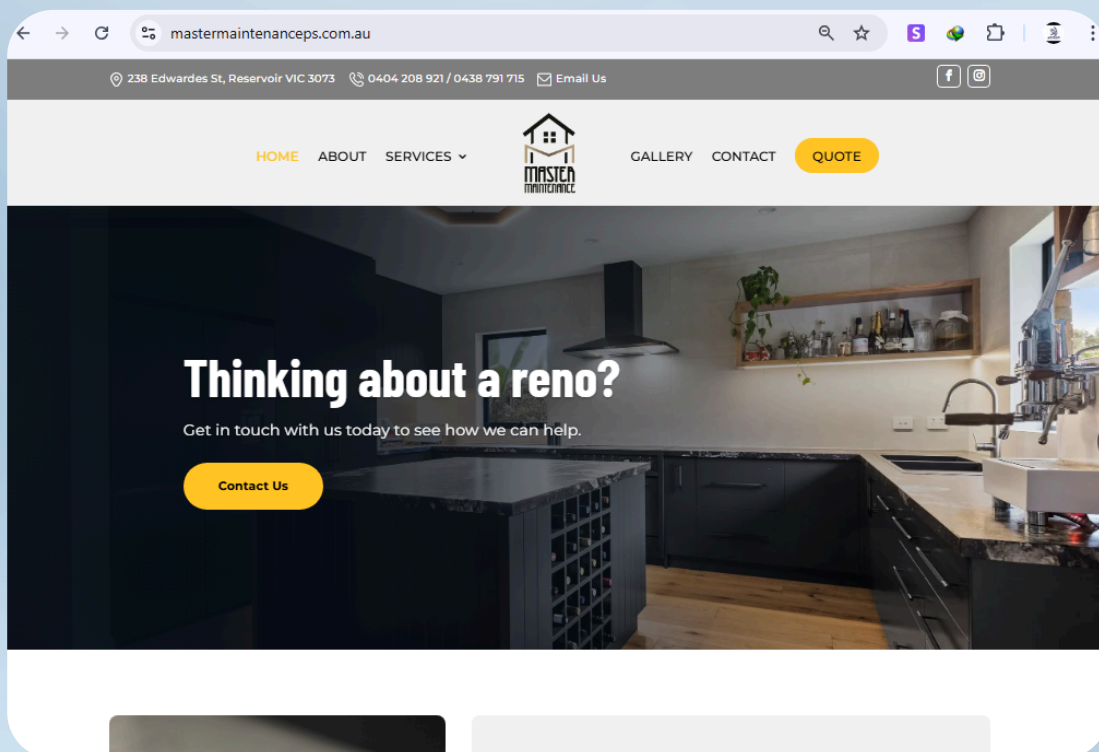 mastermaintenanceps.com.au
238 Edwardes St, Reservoir VIC 3073 0404 208 921 / 0438 791 715 Email Us
HOME ABOUT SERVICES MASTER MAINTENANCE GALLERY CONTACT QUOTE
Thinking about a reno?
Get in touch with us today to see how we can help.
Contact Us